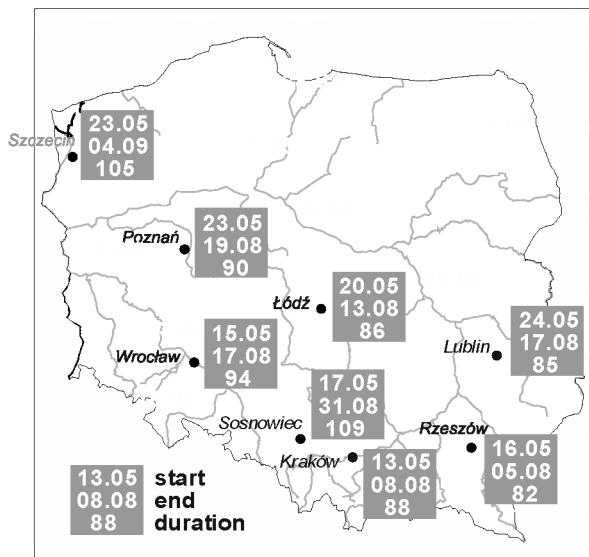 Szczecin
23.05
04.09
105
Poznań
23.05
19.08
90
Łódź
20.05
13.08
86
24.05
17.08
85
Lublin
Wrocław
15.05
17.08
94
17.05
31.08
109
Sosnowiec
Kraków
13.05
08.08
88
Rzeszów
16.05
05.08
82
13.05 start
08.08 end
88 duration